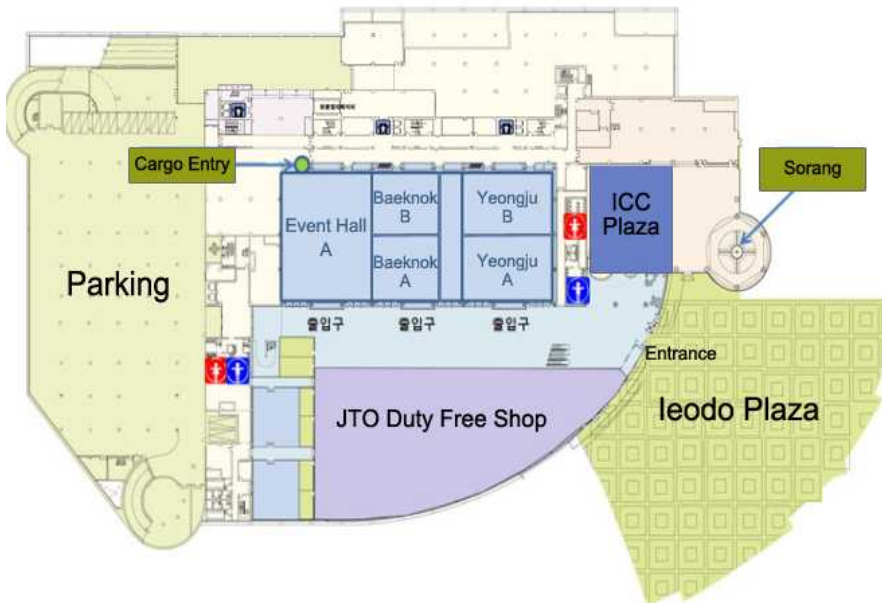 Cargo Entry
Sorang
Event Hall
A
Baeknok
B
Yeongju
B
ICC
Plaza
Baeknok
A
Yeongju
A
Parking
출입구
출입구
출입구
Entrance
Ieodo Plaza
JTO Duty Free Shop